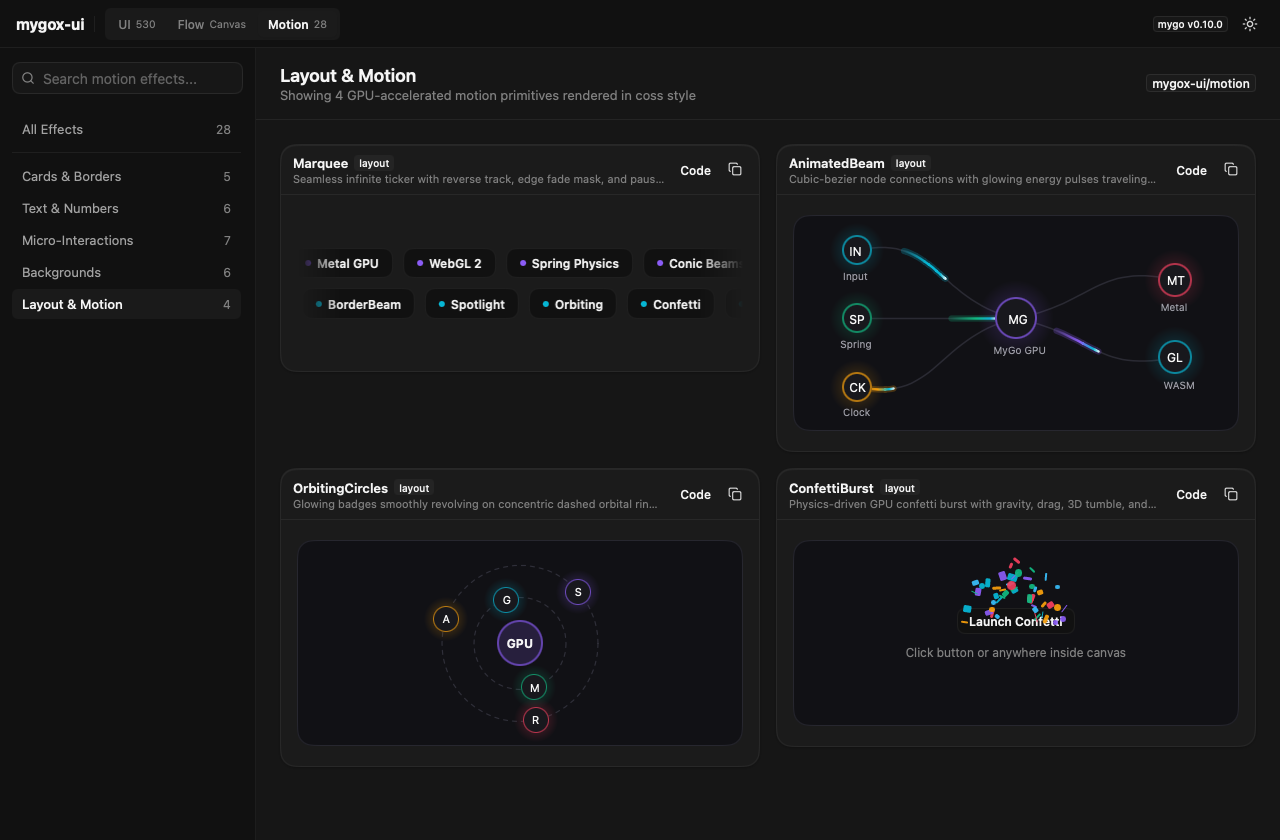 mygox-ui
UI 530
Flow Canvas
Motion 28
mygo v0.10.0
Search motion effects...
All Effects 28
Cards & Borders 5
Text & Numbers 6
Micro-Interactions 7
Backgrounds 6
Layout & Motion 4
Layout & Motion
Showing 4 GPU-accelerated motion primitives rendered in coss style
mygox-ui/motion
Marquee layout
Seamless infinite ticker with reverse track, edge fade mask, and paus...
Code
Metal GPU
WebGL 2
Spring Physics
Conic Beams
BorderBeam
Spotlight
Orbiting
Confetti
AnimatedBeam layout
Cubic-bezier node connections with glowing energy pulses traveling...
Code
IN
Input
SP
Spring
CK
Clock
MG
MyGo GPU
MT
Metal
GL
WASM
OrbitingCircles layout
Glowing badges smoothly revolving on concentric dashed orbital rin...
Code
A
G
S
GPU
M
R
ConfettiBurst layout
Physics-driven GPU confetti burst with gravity, drag, 3D tumble, and...
Code
Launch Confetti
Click button or anywhere inside canvas